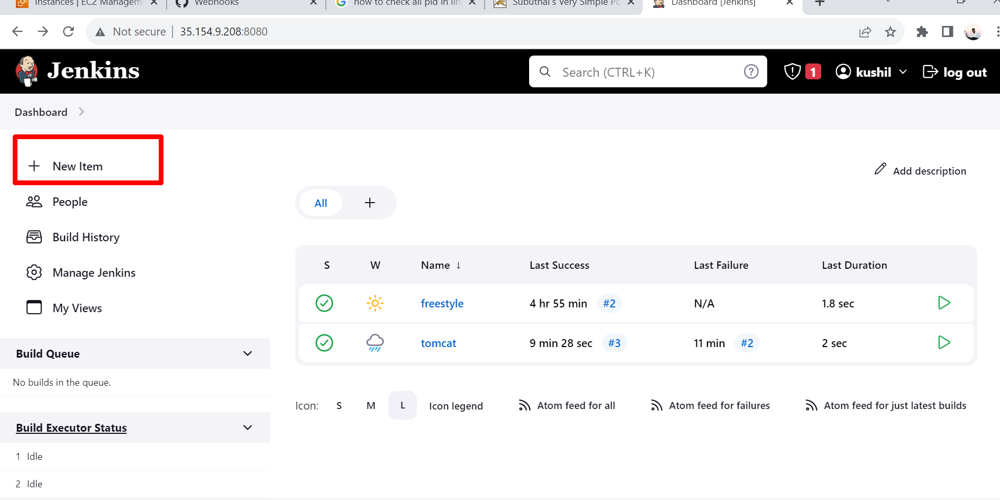 Instances | EC2 Managem
Webhooks
how to check all pid in lin
Subuthai's Very Simple Po
Dashboard [Jenkins]
Not secure | 35.154.9.208:8080
Jenkins
Search (CTRL+K)
1
kushil
log out
Dashboard
New Item
Add description
People
All +
Build History
Manage Jenkins
My Views
S W Name ↓ Last Success Last Failure Last Duration
freestyle 4 hr 55 min #2 N/A 1.8 sec
tomcat 9 min 28 sec #3 11 min #2 2 sec
Build Queue
No builds in the queue.
Icon: S M L Icon legend Atom feed for all Atom feed for failures Atom feed for just latest builds
Build Executor Status
1 Idle
2 Idle